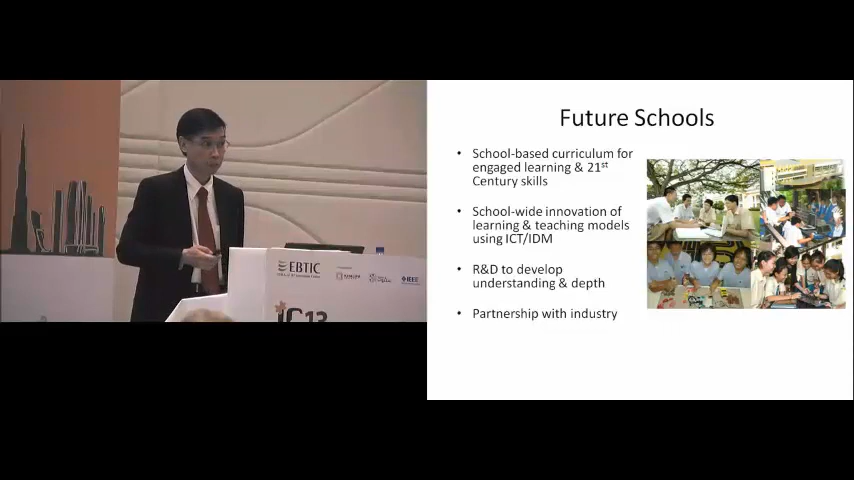 Future Schools
• School-based curriculum for
engaged learning & 21st
Century skills
• School-wide innovation of
learning & teaching models
using ICT/IDM
• R&D to develop
understanding & depth
• Partnership with industry
EBTIC
IEEE
IC13